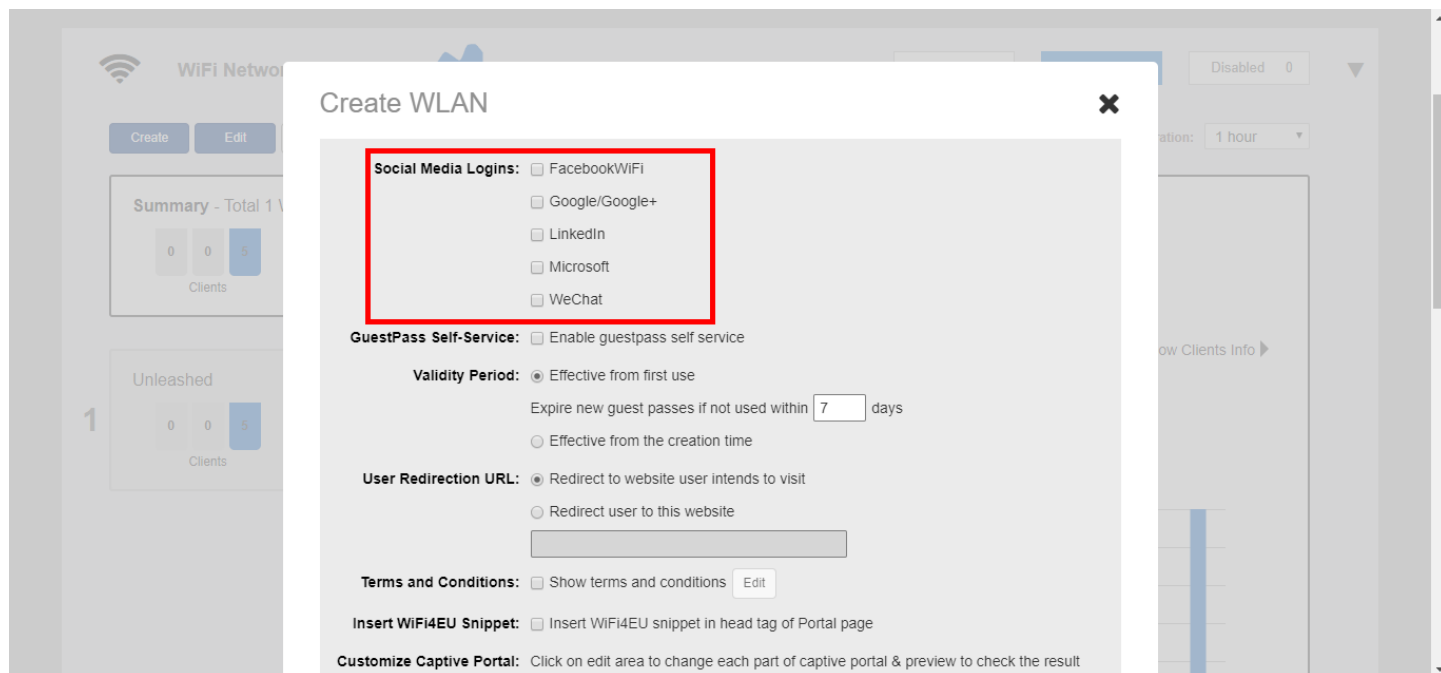 WiFi Netwo
Disabled 0
Create WLAN
Create Edit
ration: 1 hour
Social Media Logins: FacebookWiFi
Google/Google+
LinkedIn
Microsoft
WeChat
Summary - Total 1 W
0 0 5
Clients
GuestPass Self-Service: Enable guestpass self service
ow Clients Info
Validity Period: Effective from first use
Expire new guest passes if not used within 7 days
Effective from the creation time
Unleashed
1
0 0 5
Clients
User Redirection URL: Redirect to website user intends to visit
Redirect user to this website
Terms and Conditions: Show terms and conditions Edit
Insert WiFi4EU Snippet: Insert WiFi4EU snippet in head tag of Portal page
Customize Captive Portal: Click on edit area to change each part of captive portal & preview to check the result